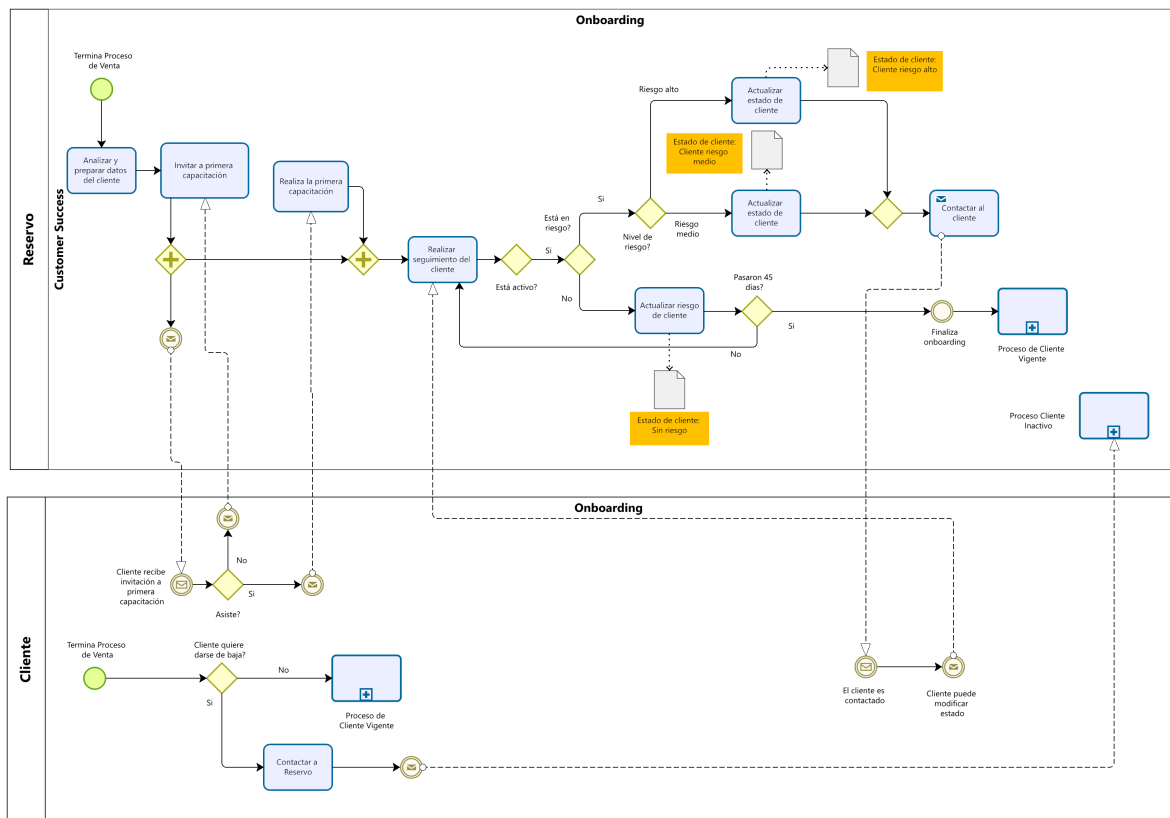 Onboarding
Reservo
Customer Success
Termina Proceso
de Venta
Analizar y
preparar datos
del cliente
Invitar a primera
capacitación
Realiza la primera
capacitación
Realizar
seguimiento del
cliente
Está activo?
Si
Está en
riesgo?
Si
No
Nivel de
riesgo?
Riesgo alto
Riesgo
medio
Actualizar
estado de
cliente
Estado de cliente:
Cliente riesgo alto
Estado de cliente:
Cliente riesgo
medio
Actualizar
estado de
cliente
Contactar al
cliente
Actualizar riesgo
de cliente
Pasaron 45
días?
Si
No
Finaliza
onboarding
Proceso de Cliente
Vigente
Estado de cliente:
Sin riesgo
Proceso Cliente
Inactivo
Onboarding
Cliente
Cliente recibe
invitación a
primera
capacitación
No
Si
Asiste?
Termina Proceso
de Venta
Cliente quiere
darse de baja?
No
Si
Proceso de
Cliente Vigente
Contactar a
Reservo
El cliente es
contactado
Cliente puede
modificar
estado